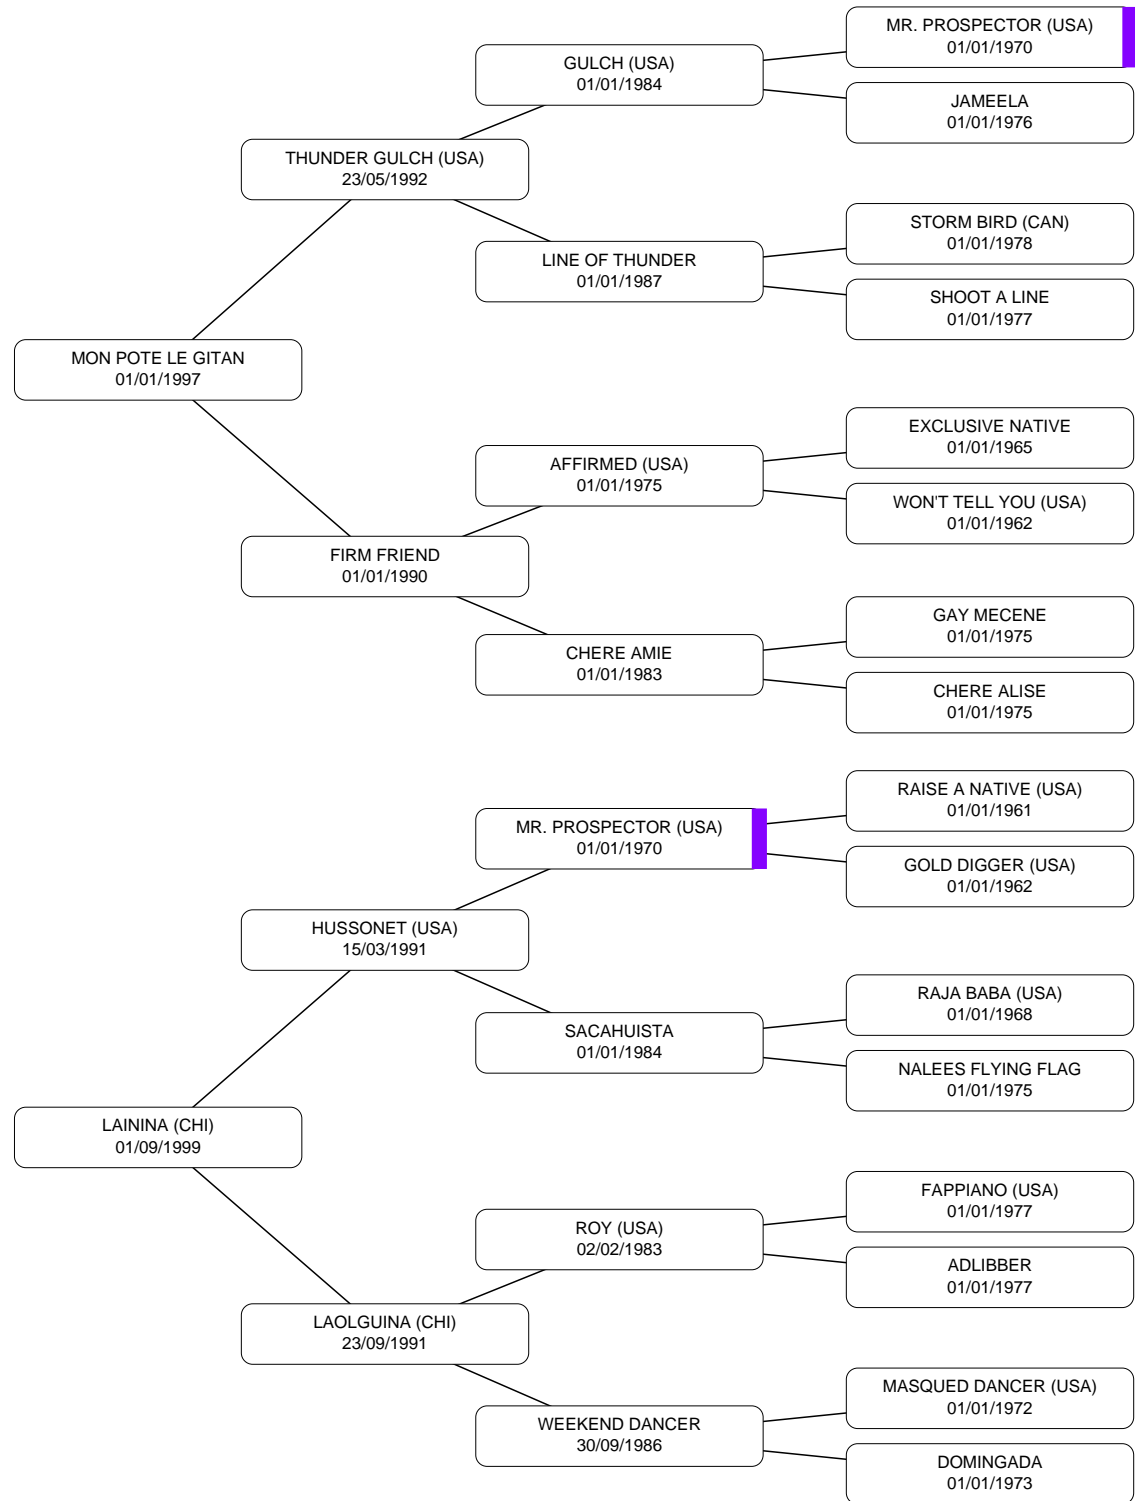 MR. PROSPECTOR (USA)
01/01/1970
GULCH (USA)
01/01/1984
JAMEELA
01/01/1976
THUNDER GULCH (USA)
23/05/1992
STORM BIRD (CAN)
01/01/1978
LINE OF THUNDER
01/01/1987
SHOOT A LINE
01/01/1977
MON POTE LE GITAN
01/01/1997
EXCLUSIVE NATIVE
01/01/1965
AFFIRMED (USA)
01/01/1975
WON'T TELL YOU (USA)
01/01/1962
FIRM FRIEND
01/01/1990
GAY MECENE
01/01/1975
CHERE AMIE
01/01/1983
CHERE ALISE
01/01/1975
RAISE A NATIVE (USA)
01/01/1961
MR. PROSPECTOR (USA)
01/01/1970
GOLD DIGGER (USA)
01/01/1962
HUSSONET (USA)
15/03/1991
RAJA BABA (USA)
01/01/1968
SACAHUISTA
01/01/1984
NALEES FLYING FLAG
01/01/1975
LAININA (CHI)
01/09/1999
FAPPIANO (USA)
01/01/1977
ROY (USA)
02/02/1983
ADLIBBER
01/01/1977
LAOLGUINA (CHI)
23/09/1991
MASQUED DANCER (USA)
01/01/1972
WEEKEND DANCER
30/09/1986
DOMINGADA
01/01/1973